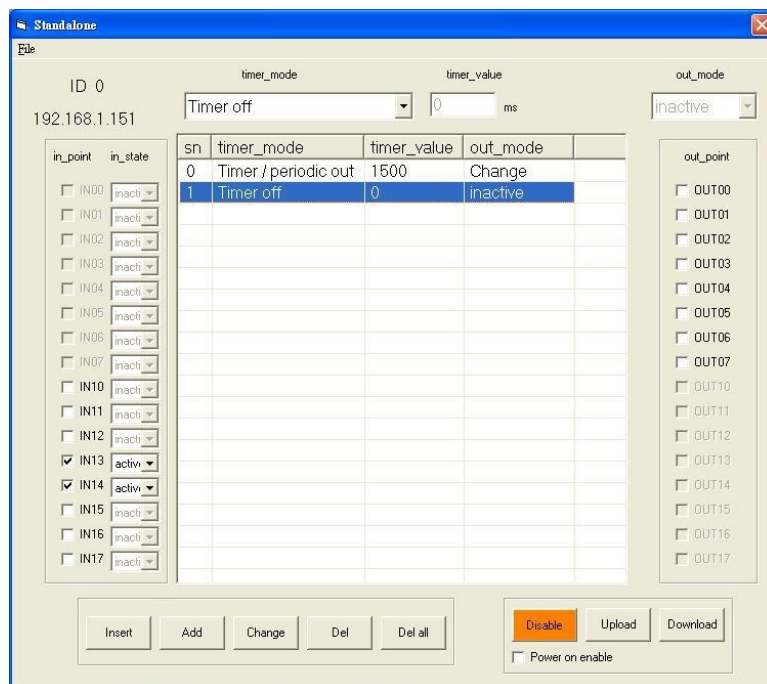 Standalone
File
ID 0
192.168.1.151
timer_mode
timer_value
out_mode
Timer off
0
ms
inactive
in_point in_state
IN00 inacti
IN01 inacti
IN02 inacti
IN03 inacti
IN04 inacti
IN05 inacti
IN06 inacti
IN07 inacti
IN10 inacti
IN11 inacti
IN12 inacti
IN13 activ
IN14 activ
IN15 inacti
IN16 inacti
IN17 inacti
sn timer_mode timer_value out_mode
0 Timer / periodic out 1500 Change
1 Timer off 0 inactive
out_point
OUT00
OUT01
OUT02
OUT03
OUT04
OUT05
OUT06
OUT07
OUT10
OUT11
OUT12
OUT13
OUT14
OUT15
OUT16
OUT17
Insert Add Change Del Del all
Disable Upload Download
Power on enable